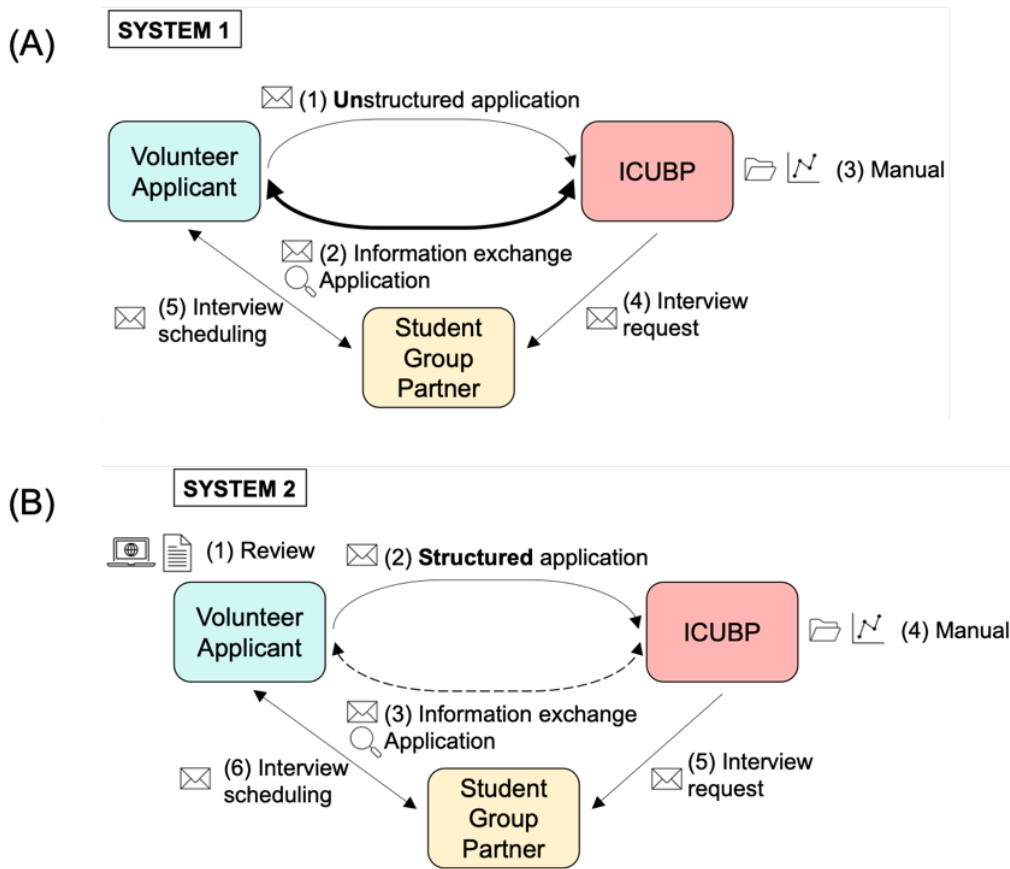 (A)
SYSTEM 1
(1) Unstructured application
Volunteer
Applicant
ICUBP
(3) Manual
(2) Information exchange
Application
(5) Interview
scheduling
(4) Interview
request
Student
Group
Partner
(B)
SYSTEM 2
(1) Review
(2) Structured application
Volunteer
Applicant
ICUBP
(4) Manual
(3) Information exchange
Application
(6) Interview
scheduling
(5) Interview
request
Student
Group
Partner